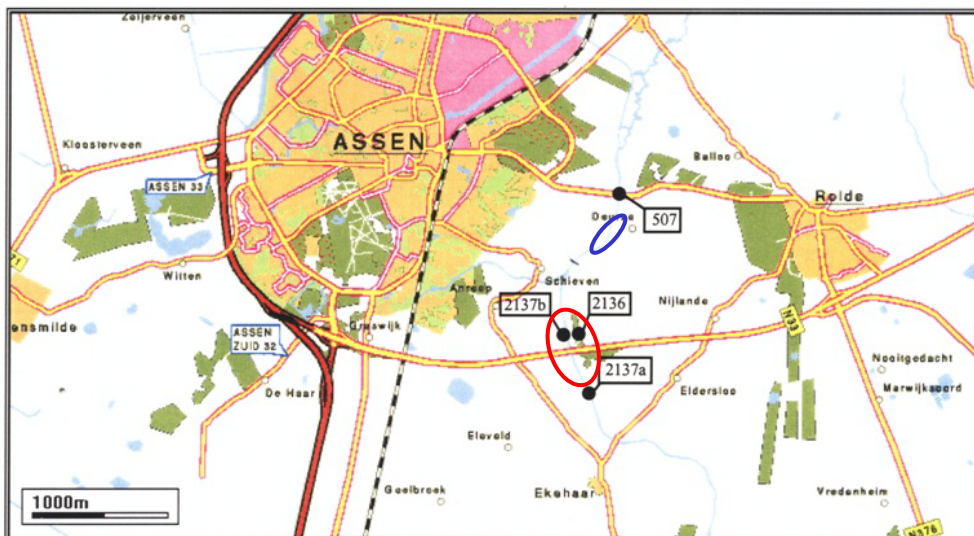 Zeijerveen
Kloosterveen
ASSEN
ASSEN 33
Balloo
Rolde
507
Witten
71
Schieven
Anreep
2137b
2136
Nijlande
N33
ensmilde
ASSEN
ZUID 32
Graswijk
2137a
Nooitgedacht
De Haar
Eldersloo
Marwijksoord
Eleveld
1000m
Geelbroek
Ekehaar
Vredenheim
N376